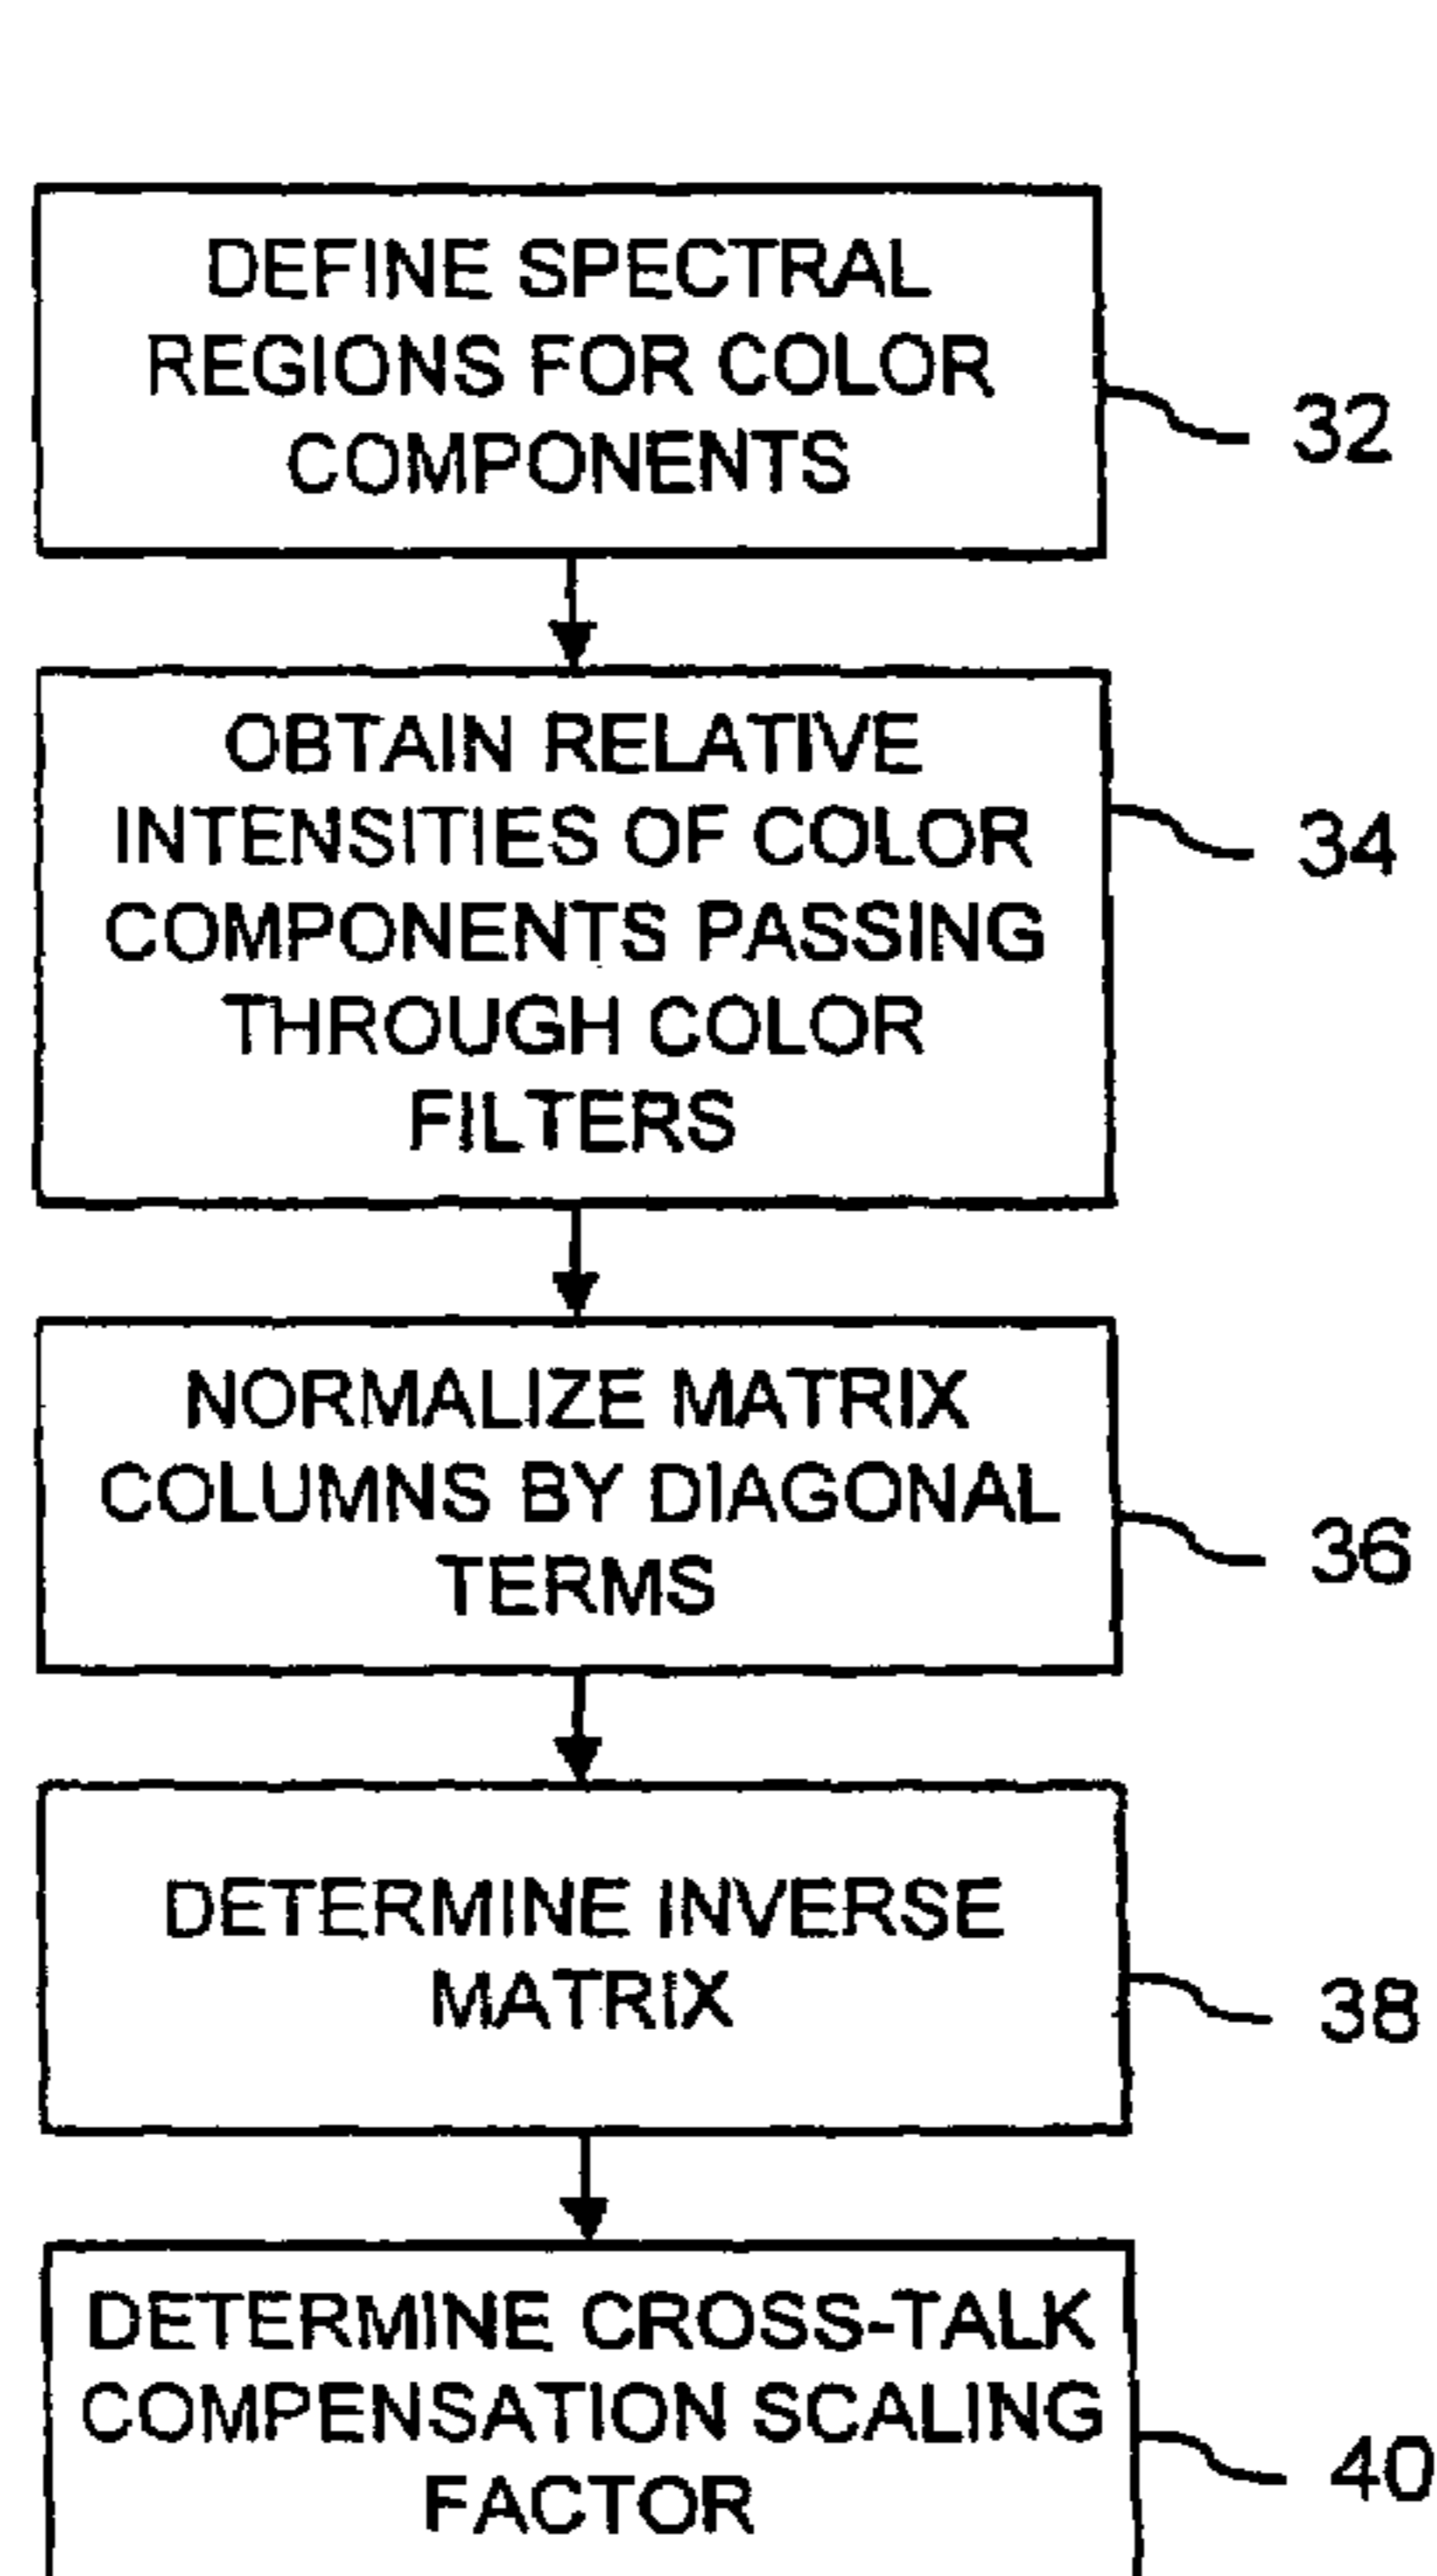 DEFINE SPECTRAL
REGIONS FOR COLOR
COMPONENTS
32
OBTAIN RELATIVE
INTENSITIES OF COLOR
COMPONENTS PASSING
THROUGH COLOR
FILTERS
34
NORMALIZE MATRIX
COLUMNS BY DIAGONAL
TERMS
36
DETERMINE INVERSE
MATRIX
38
DETERMINE CROSS-TALK
COMPENSATION SCALING
FACTOR
40